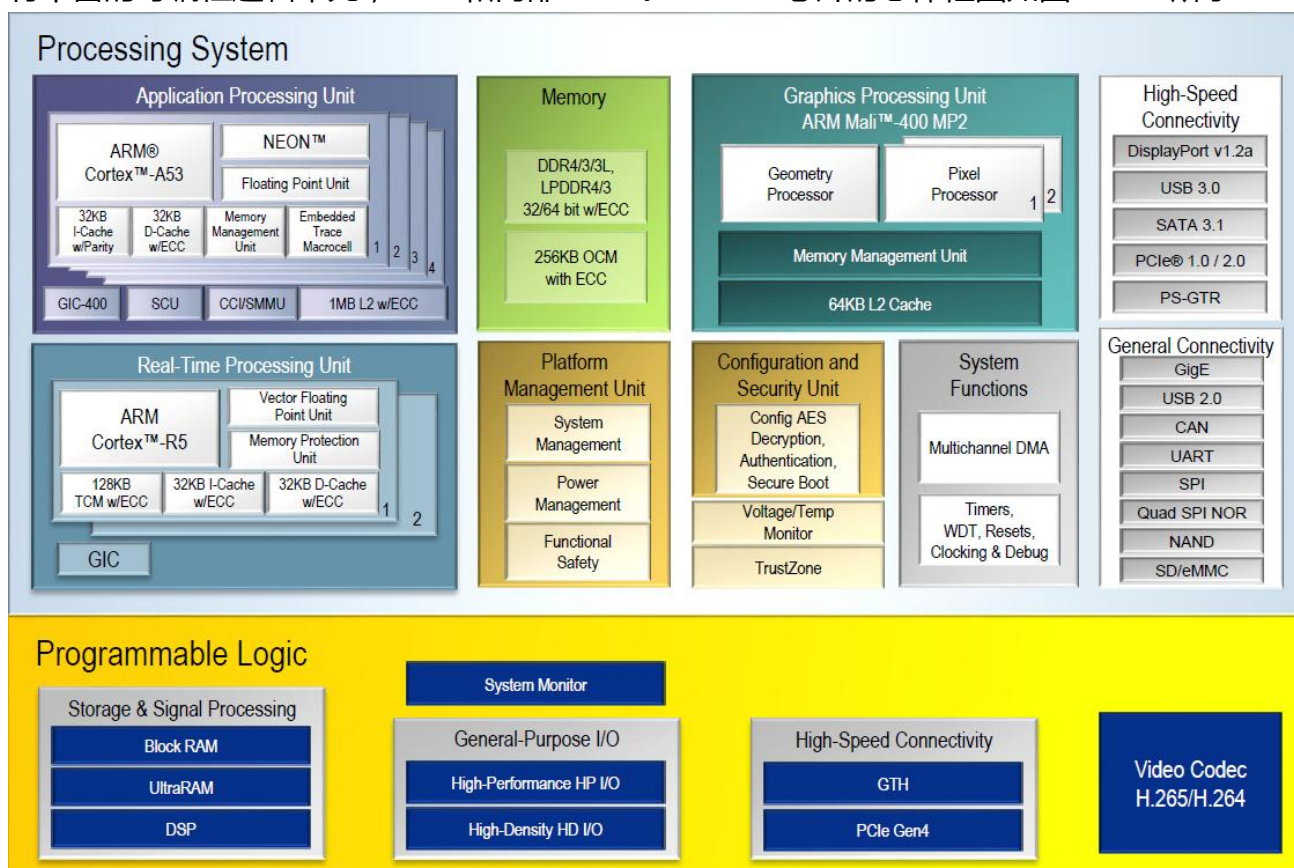 Processing System
Application Processing Unit
ARM®
Cortex™-A53
NEON™
Floating Point Unit
32KB
I-Cache
w/Parity
32KB
D-Cache
w/ECC
Memory
Management
Unit
Embedded
Trace
Macrocell
1
2
3
4
GIC-400
SCU
CCI/SMMU
1MB L2 w/ECC
Memory
DDR4/3/3L,
LPDDR4/3
32/64 bit w/ECC
256KB OCM
with ECC
Graphics Processing Unit
ARM Mali™-400 MP2
Geometry
Processor
Pixel
Processor
1
2
Memory Management Unit
64KB L2 Cache
High-Speed
Connectivity
DisplayPort v1.2a
USB 3.0
SATA 3.1
PCIe® 1.0 / 2.0
PS-GTR
Real-Time Processing Unit
ARM
Cortex™-R5
Vector Floating
Point Unit
Memory Protection
Unit
128KB
TCM w/ECC
32KB I-Cache
w/ECC
32KB D-Cache
w/ECC
1
2
GIC
Platform
Management Unit
System
Management
Power
Management
Functional
Safety
Configuration and
Security Unit
Config AES
Decryption,
Authentication,
Secure Boot
Voltage/Temp
Monitor
TrustZone
System
Functions
Multichannel DMA
Timers,
WDT, Resets,
Clocking & Debug
General Connectivity
GigE
USB 2.0
CAN
UART
SPI
Quad SPI NOR
NAND
SD/eMMC
Programmable Logic
Storage & Signal Processing
Block RAM
UltraRAM
DSP
System Monitor
General-Purpose I/O
High-Performance HP I/O
High-Density HD I/O
High-Speed Connectivity
GTH
PCIe Gen4
Video Codec
H.265/H.264